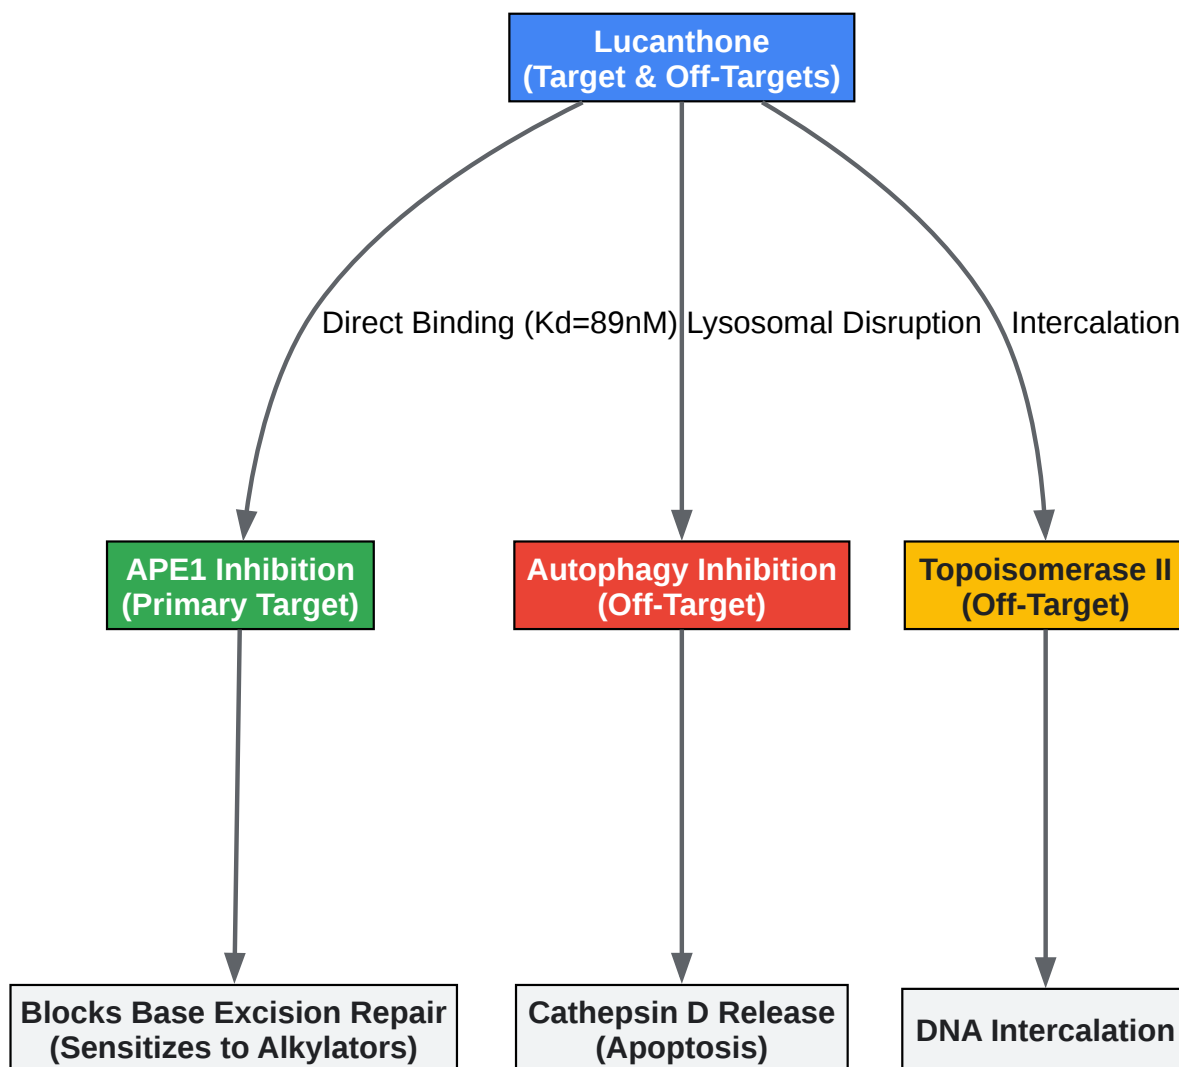 Lucanthone
(Target & Off-Targets)
Direct Binding (Kd=89nM)
Lysosomal Disruption
Intercalation
APE1 Inhibition
(Primary Target)
Autophagy Inhibition
(Off-Target)
Topoisomerase II
(Off-Target)
Blocks Base Excision Repair
(Sensitizes to Alkylators)
Cathepsin D Release
(Apoptosis)
DNA Intercalation